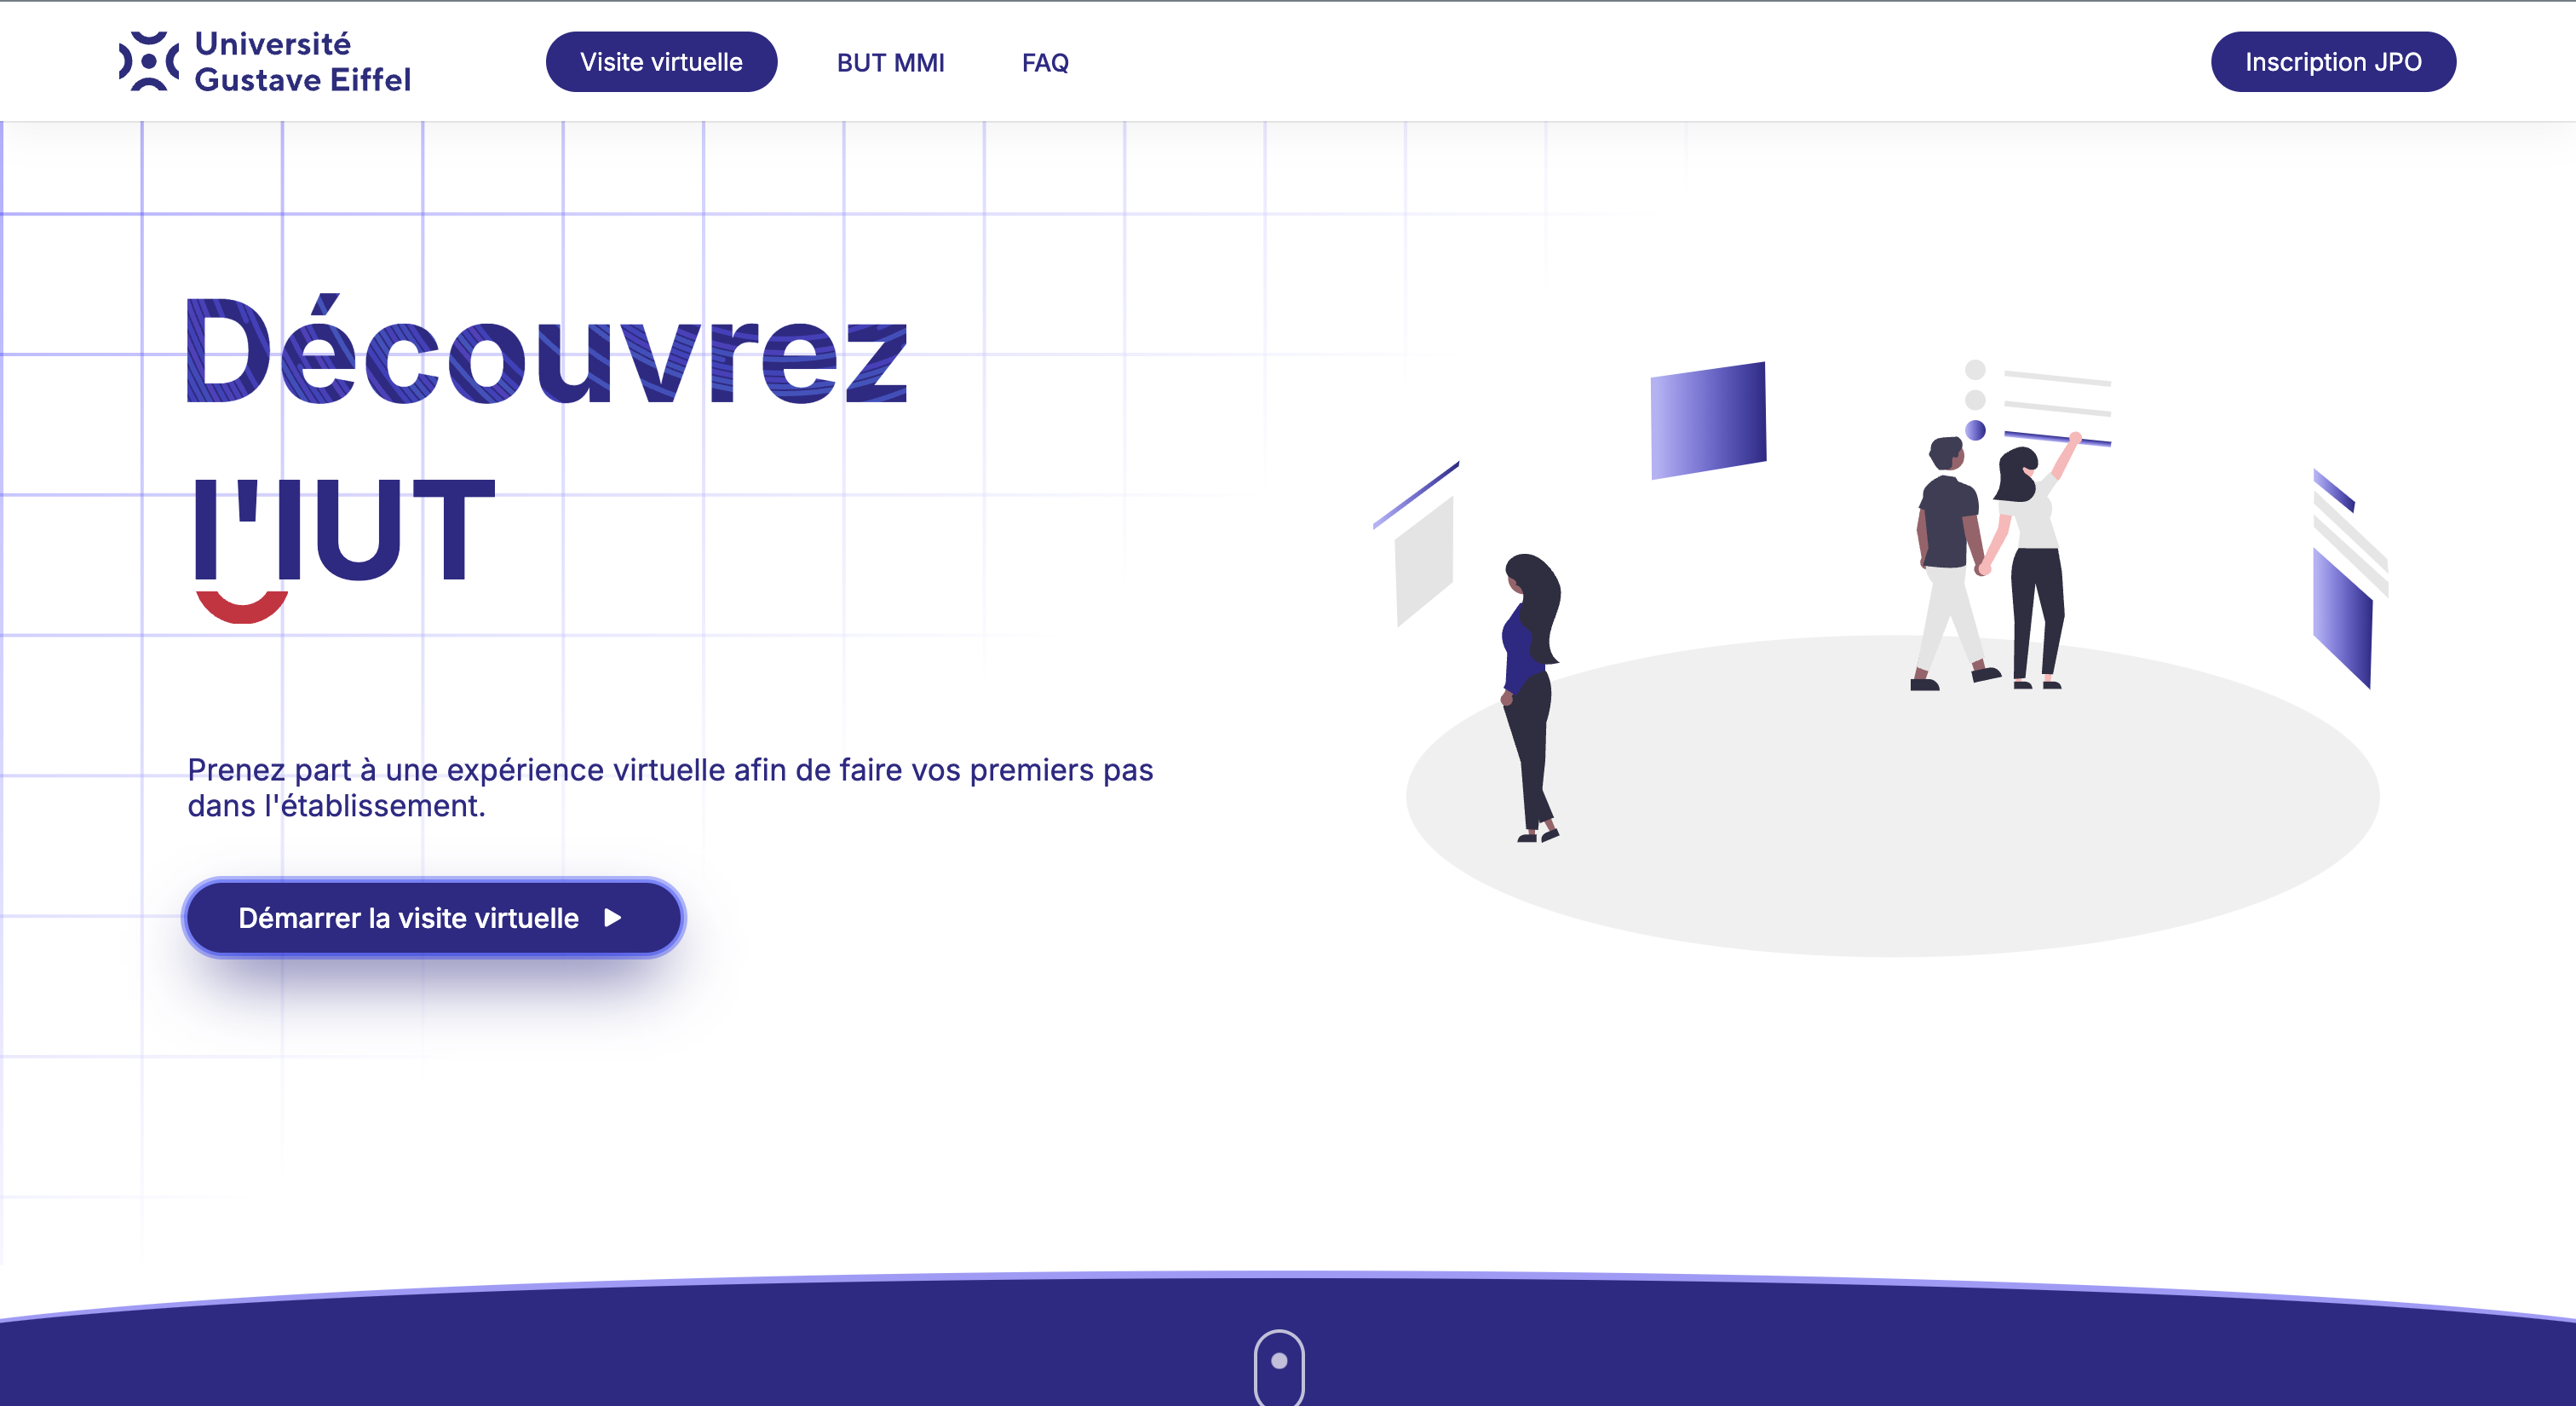 Université
Gustave Eiffel
Visite virtuelle
BUT MMI
FAQ
Inscription JPO
Découvrez
l'IUT
Prenez part à une expérience virtuelle afin de faire vos premiers pas
dans l'établissement.
Démarrer la visite virtuelle